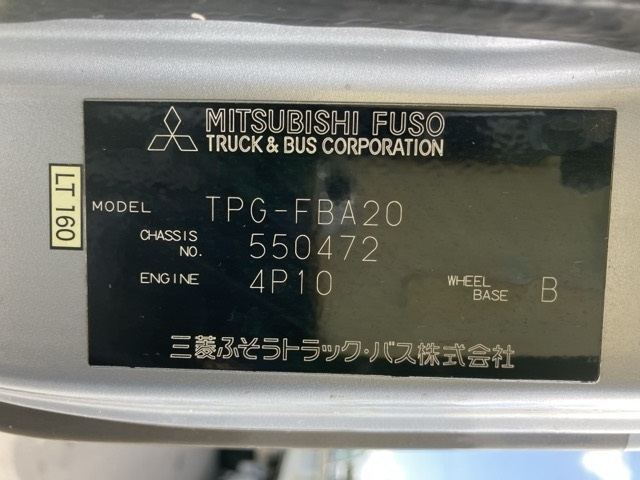 MITSUBISHI FUSO
TRUCK & BUS CORPORATION
LT 160
MODEL TPG-FBA20
CHASSIS NO. 550472
ENGINE 4P10 WHEEL BASE B
三菱ふそうトラック・バス株式会社